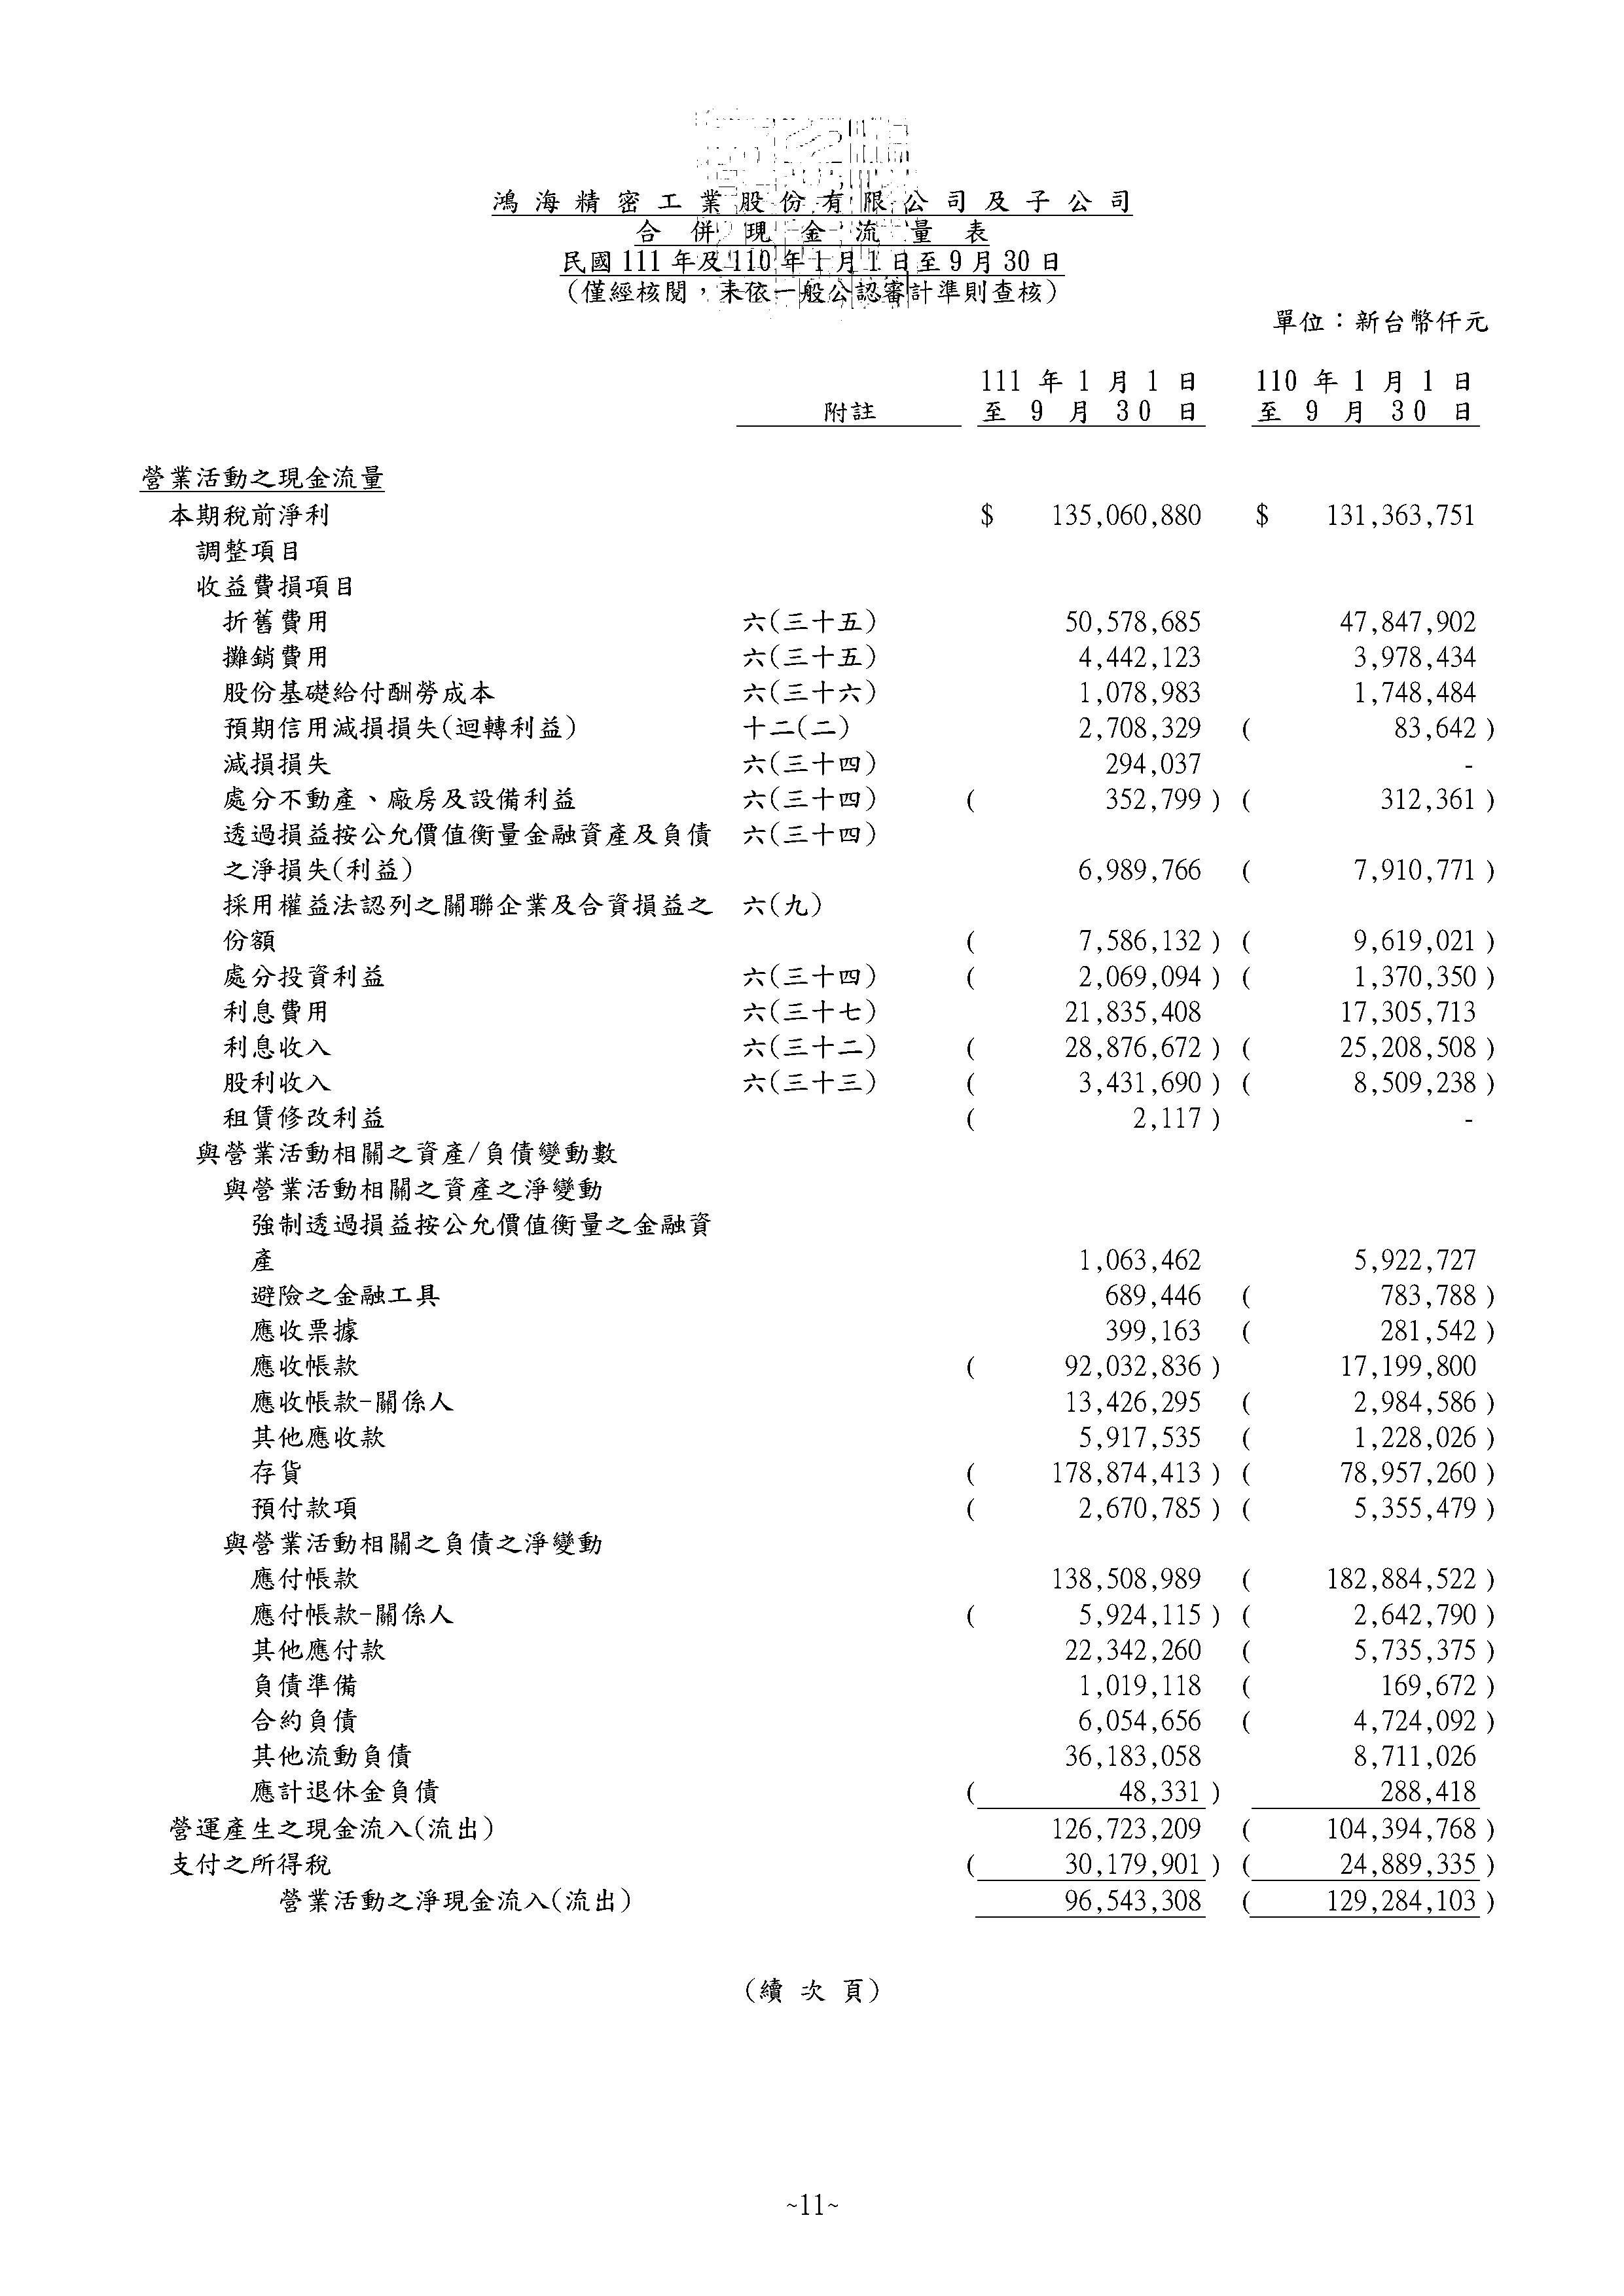 鴻海精密工業股份有限公司及子公司
合併現金流量表
民國 111 年及 110 年 1 月 1 日至 9 月 30 日
(僅經核閱，未依一般公認審計準則查核)
單位：新台幣仟元
111 年 1 月 1 日 110 年 1 月 1 日
附註 至 9 月 30 日 至 9 月 30 日
營業活動之現金流量
本期稅前淨利 $ 135,060,880 $ 131,363,751
調整項目
收益費損項目
折舊費用 六(三十五) 50,578,685 47,847,902
攤銷費用 六(三十五) 4,442,123 3,978,434
股份基礎給付酬勞成本 六(三十六) 1,078,983 1,748,484
預期信用減損損失(迴轉利益) 十二(二) 2,708,329 ( 83,642 )
減損損失 六(三十四) 294,037 -
處分不動產、廠房及設備利益 六(三十四) ( 352,799 ) ( 312,361 )
透過損益按公允價值衡量金融資產及負債 六(三十四)
之淨損失(利益) 6,989,766 ( 7,910,771 )
採用權益法認列之關聯企業及合資損益之 六(九)
份額 ( 7,586,132 ) ( 9,619,021 )
處分投資利益 六(三十四) ( 2,069,094 ) ( 1,370,350 )
利息費用 六(三十七) 21,835,408 17,305,713
利息收入 六(三十二) ( 28,876,672 ) ( 25,208,508 )
股利收入 六(三十三) ( 3,431,690 ) ( 8,509,238 )
租賃修改利益 ( 2,117 ) -
與營業活動相關之資產/負債變動數
與營業活動相關之資產之淨變動
強制透過損益按公允價值衡量之金融資
產 1,063,462 5,922,727
避險之金融工具 689,446 ( 783,788 )
應收票據 399,163 ( 281,542 )
應收帳款 ( 92,032,836 ) 17,199,800
應收帳款-關係人 13,426,295 ( 2,984,586 )
其他應收款 5,917,535 ( 1,228,026 )
存貨 ( 178,874,413 ) ( 78,957,260 )
預付款項 ( 2,670,785 ) ( 5,355,479 )
與營業活動相關之負債之淨變動
應付帳款 138,508,989 ( 182,884,522 )
應付帳款-關係人 ( 5,924,115 ) ( 2,642,790 )
其他應付款 22,342,260 ( 5,735,375 )
負債準備 1,019,118 ( 169,672 )
合約負債 6,054,656 ( 4,724,092 )
其他流動負債 36,183,058 8,711,026
應計退休金負債 ( 48,331 ) 288,418
營運產生之現金流入(流出) 126,723,209 ( 104,394,768 )
支付之所得稅 ( 30,179,901 ) ( 24,889,335 )
營業活動之淨現金流入(流出) 96,543,308 ( 129,284,103 )
(續次頁)
~11~